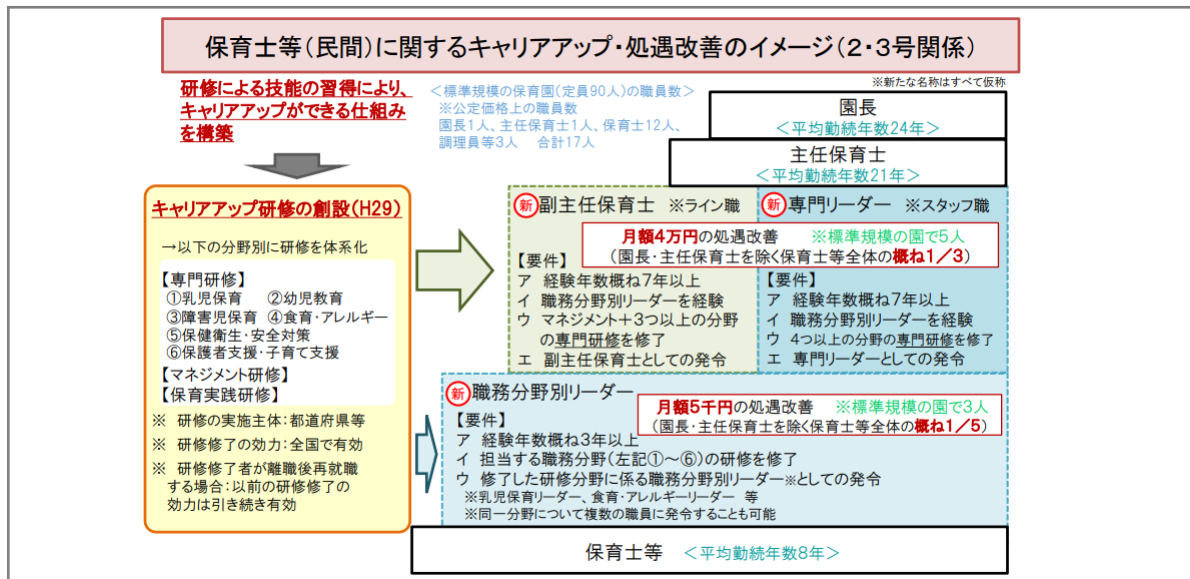 保育士等(民間)に関するキャリアアップ・処遇改善のイメージ(2・3号関係)
※新たな名称はすべて仮称
研修による技能の習得により、
キャリアアップができる仕組み
を構築
<標準規模の保育園(定員90人)の職員数>
※公定価格上の職員数
園長1人、主任保育士1人、保育士12人、
調理員等3人 合計17人
園長
<平均勤続年数24年>
主任保育士
<平均勤続年数21年>
キャリアアップ研修の創設(H29)
→以下の分野別に研修を体系化
【専門研修】
①乳児保育 ②幼児教育
③障害児保育 ④食育・アレルギー
⑤保健衛生・安全対策
⑥保護者支援・子育て支援
【マネジメント研修】
【保育実践研修】
※ 研修の実施主体:都道府県等
※ 研修修了の効力:全国で有効
※ 研修修了者が離職後再就職
する場合:以前の研修修了の
効力は引き続き有効
新 副主任保育士 ※ライン職
新 専門リーダー ※スタッフ職
月額4万円の処遇改善 ※標準規模の園で5人
(園長・主任保育士を除く保育士等全体の概ね1/3)
【要件】
ア 経験年数概ね7年以上
イ 職務分野別リーダーを経験
ウ マネジメント+3つ以上の分野
の専門研修を修了
エ 副主任保育士としての発令
【要件】
ア 経験年数概ね7年以上
イ 職務分野別リーダーを経験
ウ 4つ以上の分野の専門研修を修了
エ 専門リーダーとしての発令
新 職務分野別リーダー
月額5千円の処遇改善 ※標準規模の園で3人
(園長・主任保育士を除く保育士等全体の概ね1/5)
【要件】
ア 経験年数概ね3年以上
イ 担当する職務分野(左記①~⑥)の研修を修了
ウ 修了した研修分野に係る職務分野別リーダー※としての発令
※乳児保育リーダー、食育・アレルギーリーダー 等
※同一分野について複数の職員に発令することも可能
保育士等 <平均勤続年数8年>